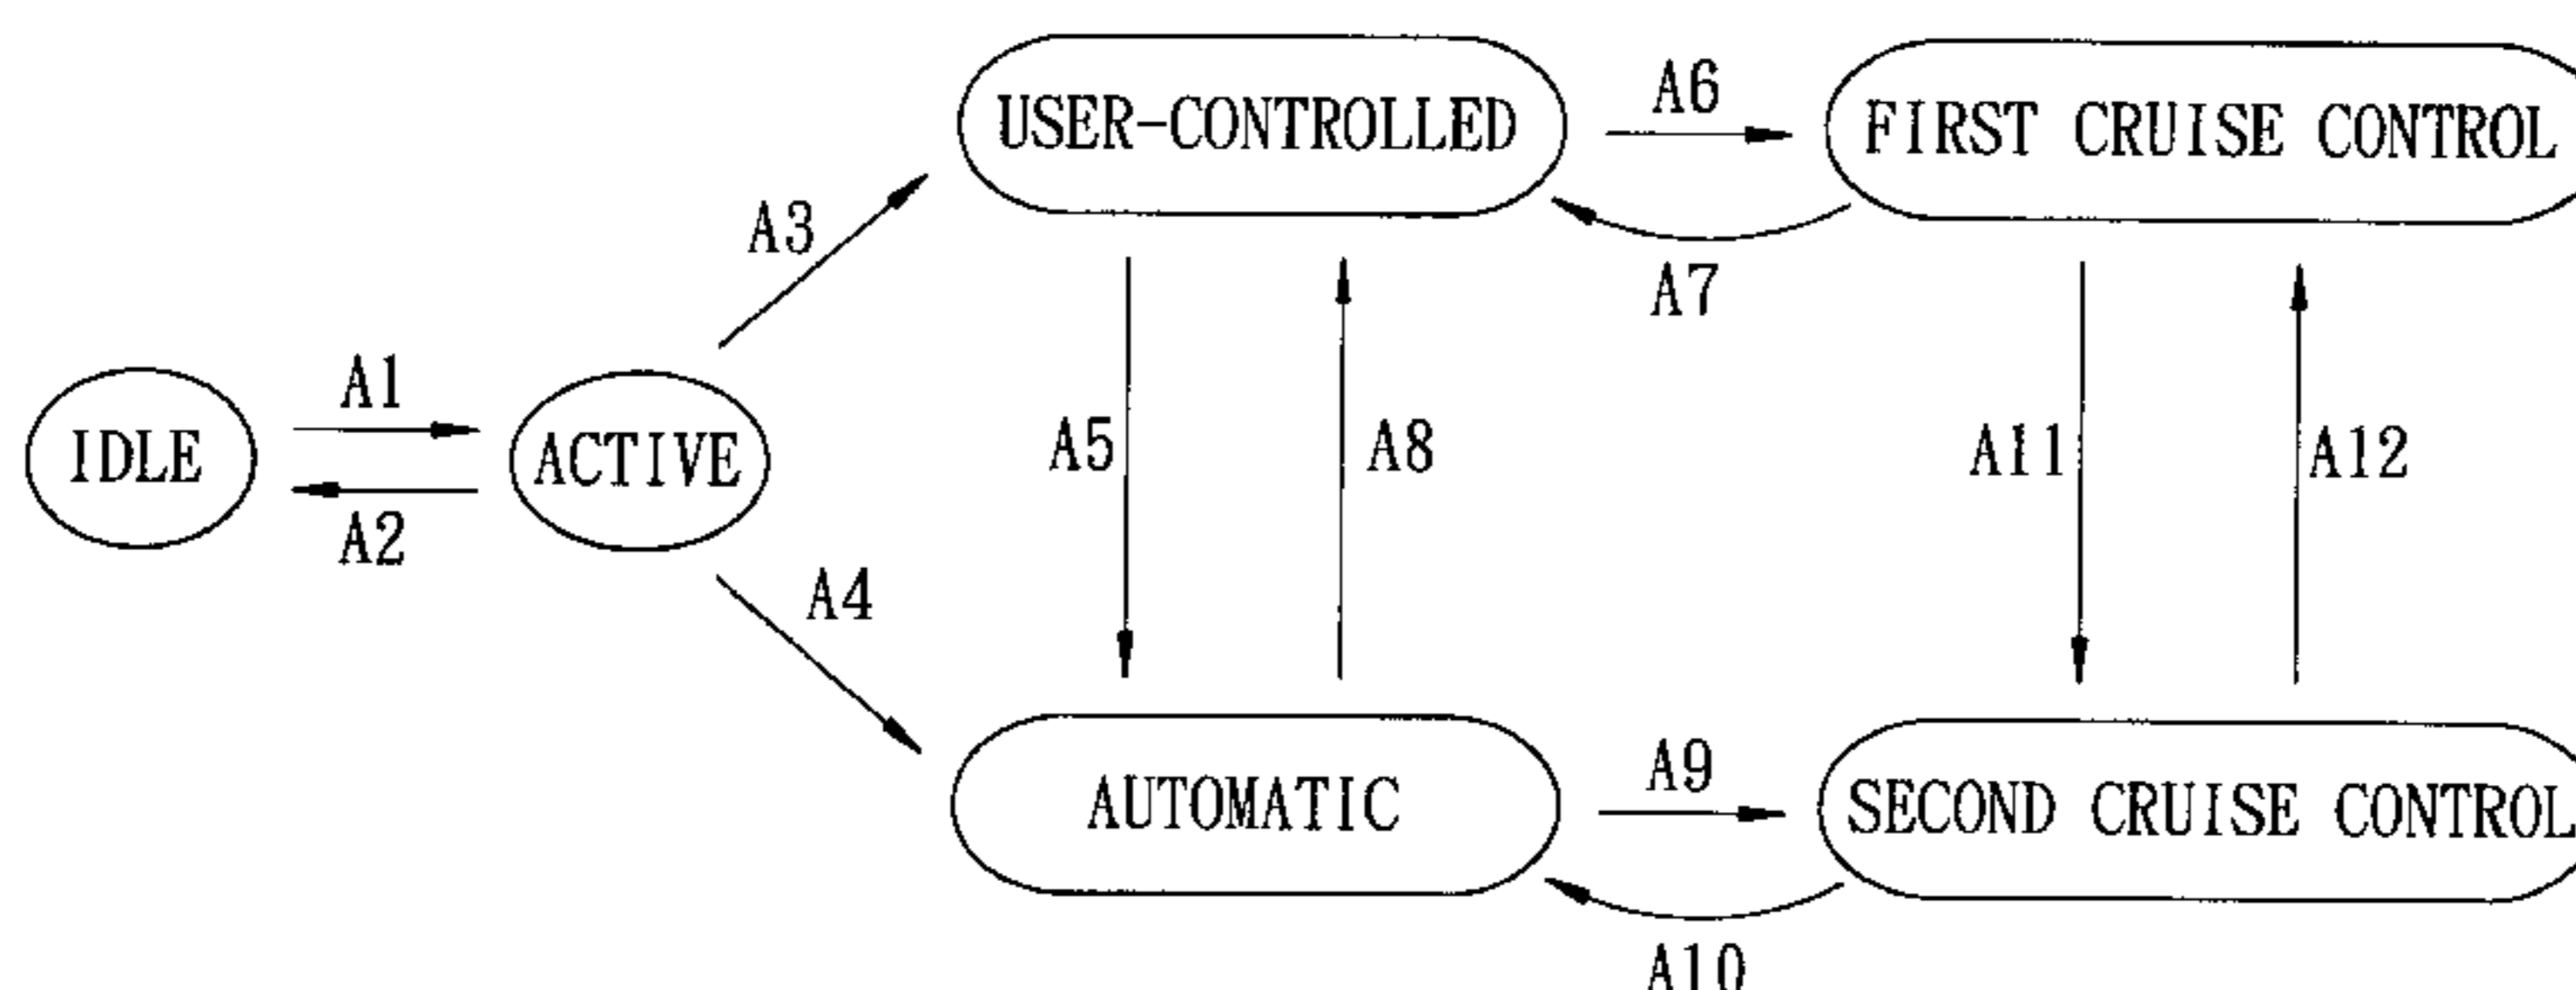 USER-CONTROLLED
A6
FIRST CRUISE CONTROL
A3
A7
IDLE
A1
ACTIVE
A2
A5
A8
A11
A12
A4
AUTOMATIC
A9
SECOND CRUISE CONTROL
A10